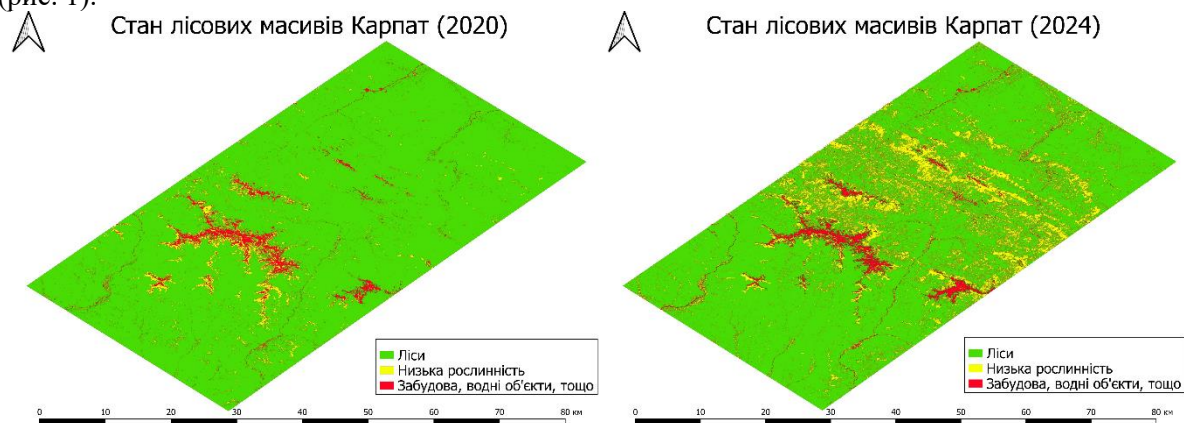 (рис. 1).
Стан лісових масивів Карпат (2020)
Ліси
Низька рослинність
Забудова, водні об'єкти, тощо
0 10 20 30 40 50 60 70 80 км
Стан лісових масивів Карпат (2024)
Ліси
Низька рослинність
Забудова, водні об'єкти, тощо
0 10 20 30 40 50 60 70 80 км